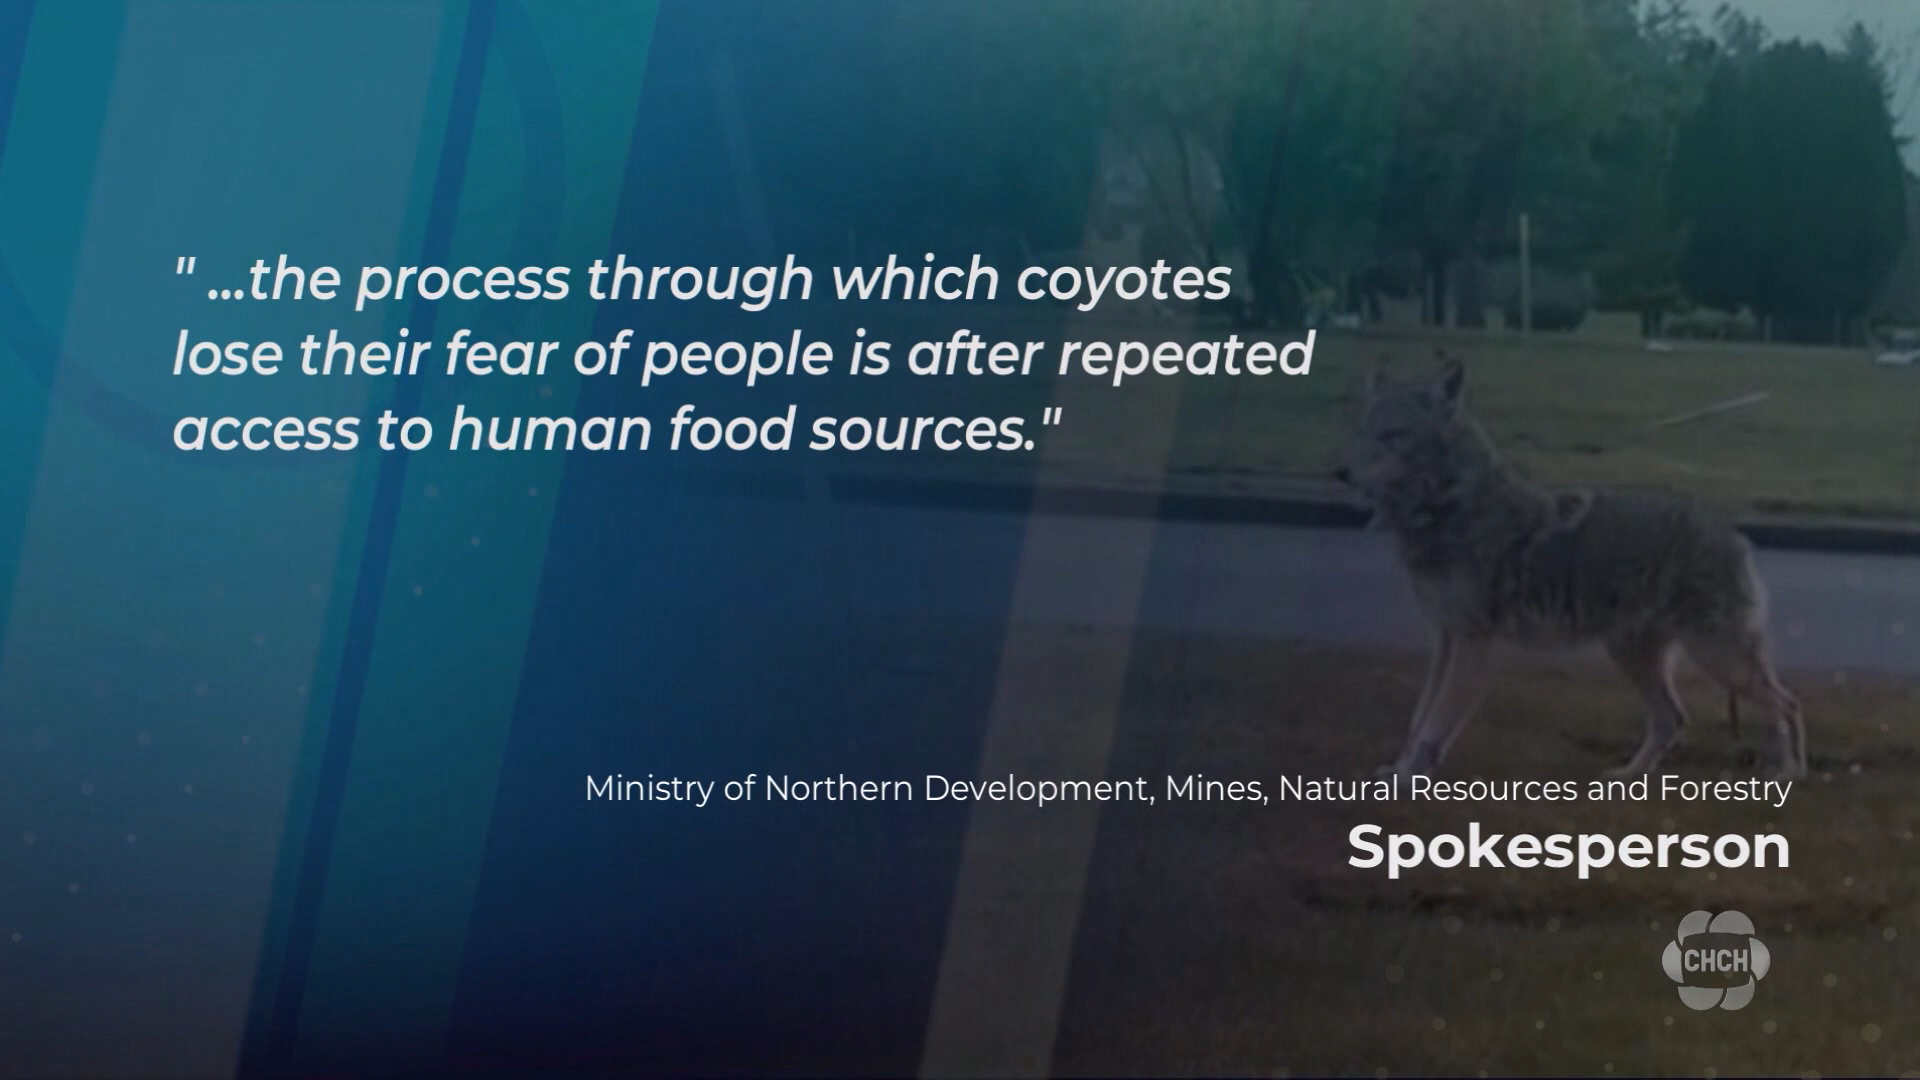 " ...the process through which coyotes
lose their fear of people is after repeated
access to human food sources."
Ministry of Northern Development, Mines, Natural Resources and Forestry
Spokesperson
CHCH